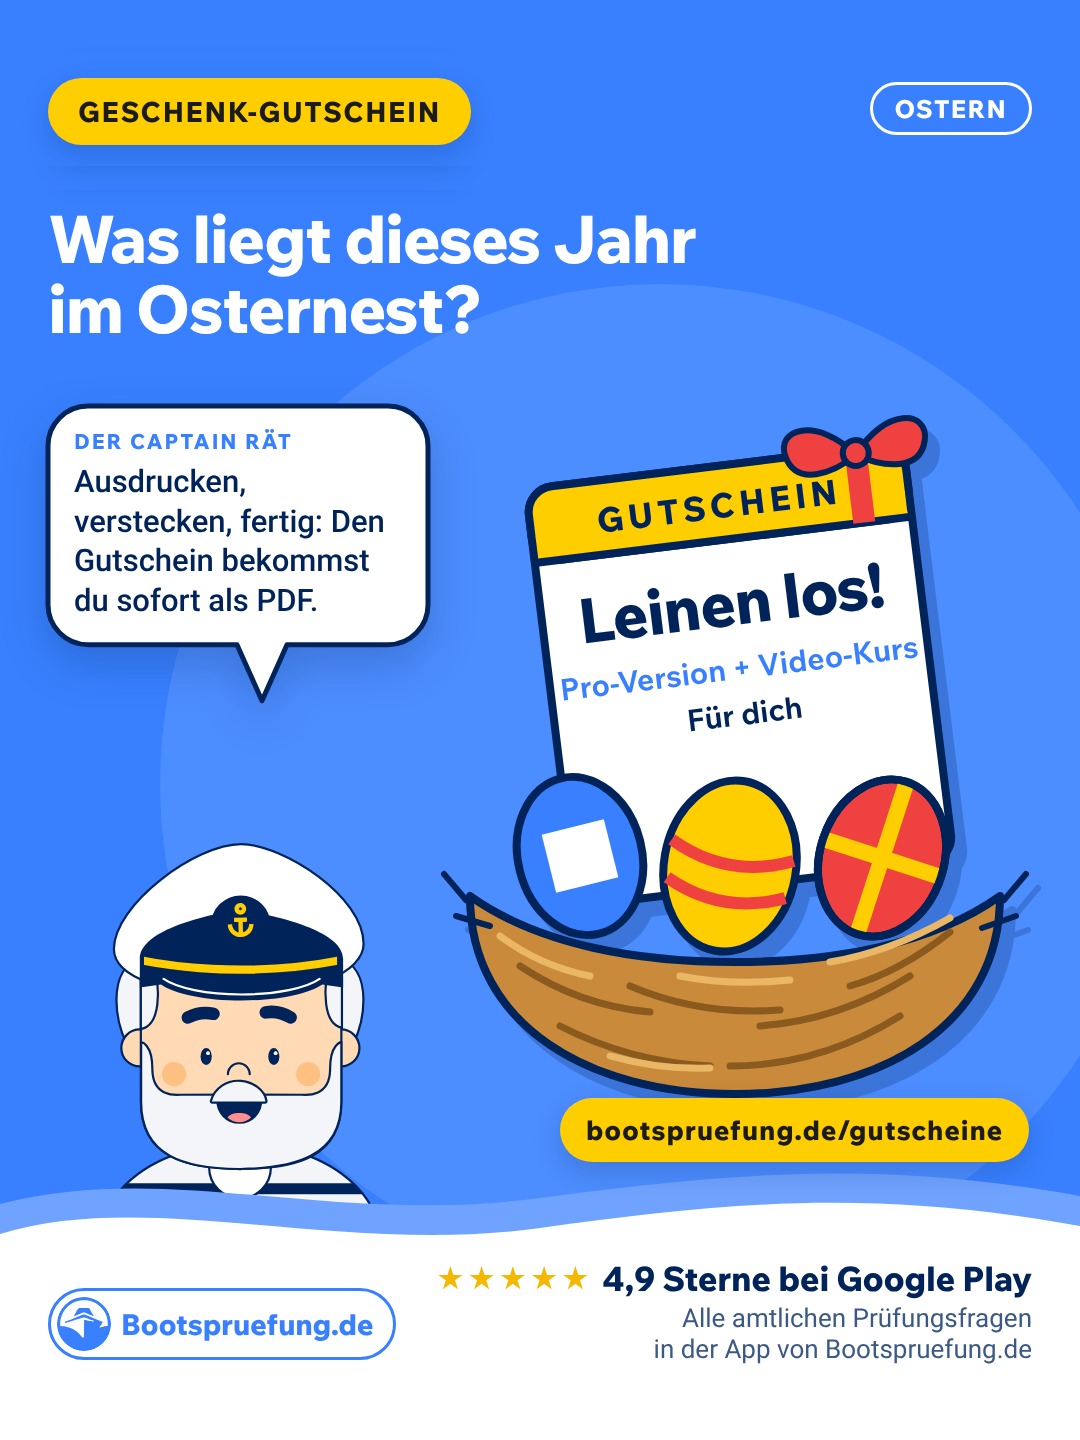 GESCHENK-GUTSCHEIN
OSTERN
Was liegt dieses Jahr
im Osternest?
DER CAPTAIN RÄT
Ausdrucken,
verstecken, fertig: Den
Gutschein bekommst
du sofort als PDF.
GUTSCHEIN
Leinen los!
Pro-Version + Video-Kurs
Für dich
bootspruefung.de/gutscheine
★★★★★ 4,9 Sterne bei Google Play
Alle amtlichen Prüfungsfragen
in der App von Bootspruefung.de
Bootspruefung.de